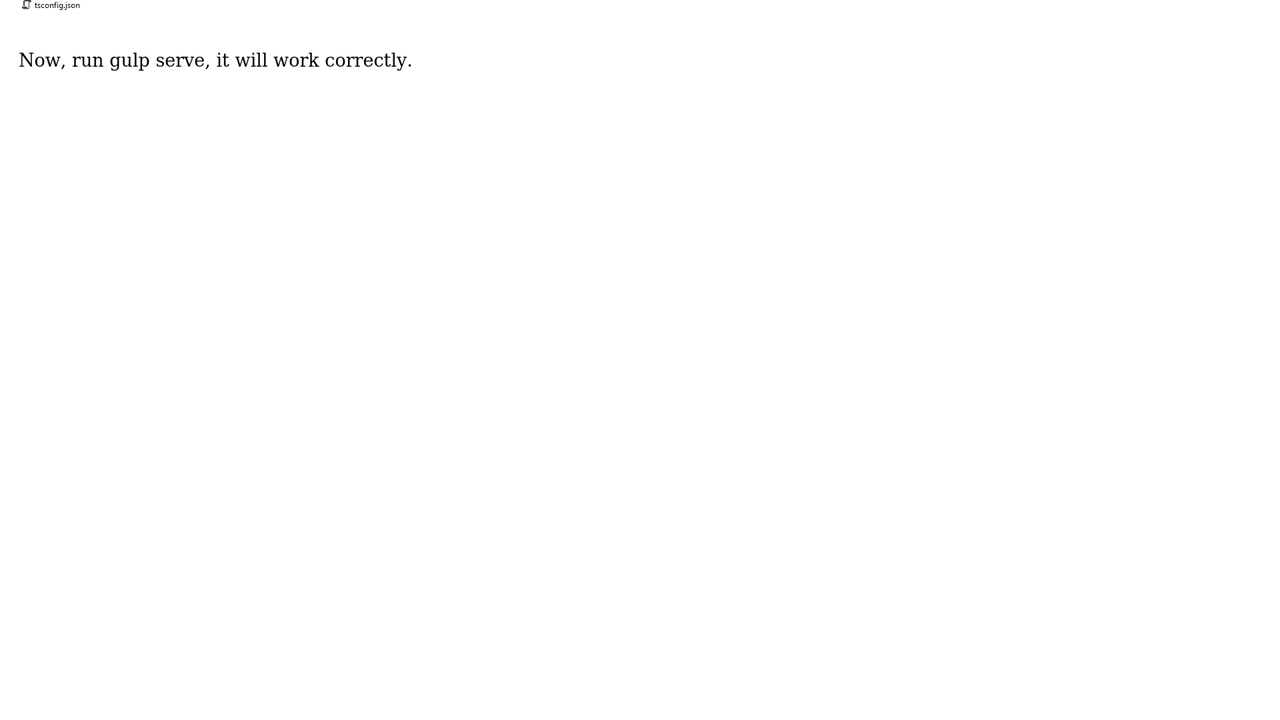 tsconfig.json
Now, run gulp serve, it will work correctly.